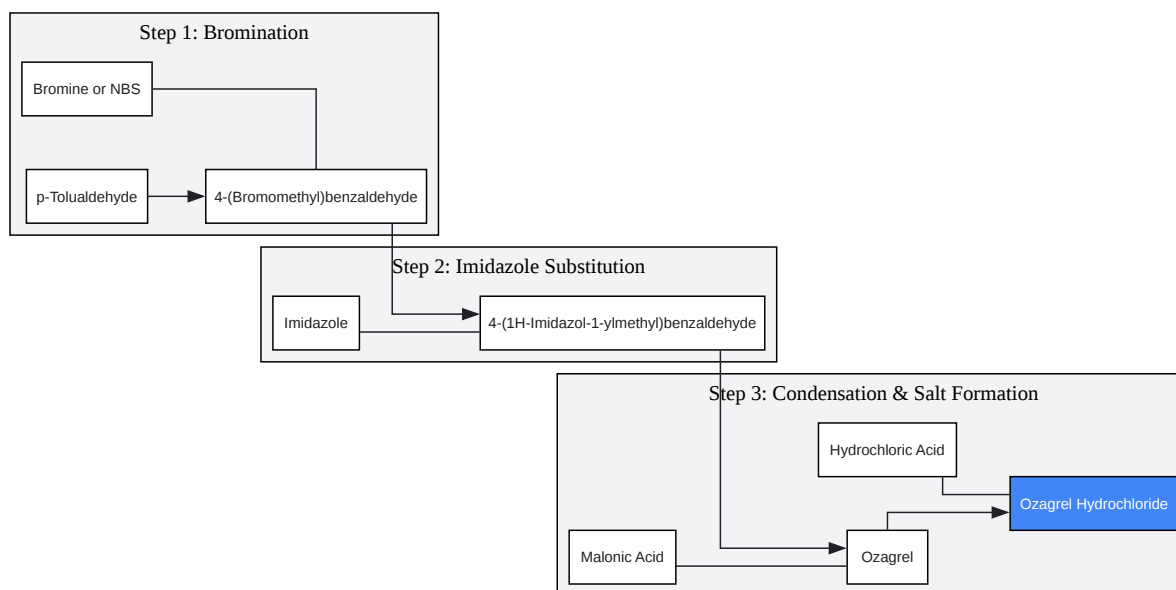 Step 1: Bromination
Bromine or NBS
p-Tolualdehyde
4-(Bromomethyl)benzaldehyde
Step 2: Imidazole Substitution
Imidazole
4-(1H-Imidazol-1-ylmethyl)benzaldehyde
Step 3: Condensation & Salt Formation
Hydrochloric Acid
Ozagrel Hydrochloride
Malonic Acid
Ozagrel